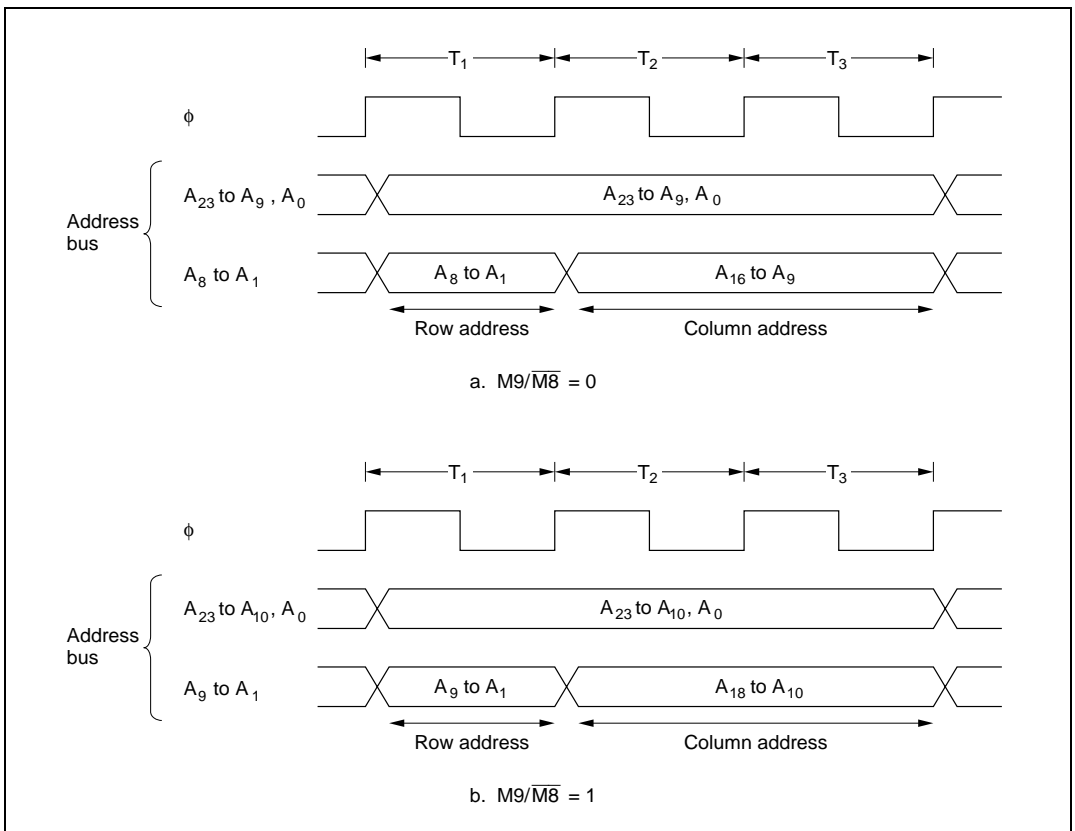 T₁ T₂ T₃
ϕ
Address bus
A₂₃ to A₉ , A₀
A₂₃ to A₉, A₀
A₈ to A₁
A₈ to A₁
A₁₆ to A₉
Row address
Column address
a. M9/M̅8̅ = 0
T₁ T₂ T₃
ϕ
Address bus
A₂₃ to A₁₀, A₀
A₂₃ to A₁₀, A₀
A₉ to A₁
A₉ to A₁
A₁₈ to A₁₀
Row address
Column address
b. M9/M̅8̅ = 1